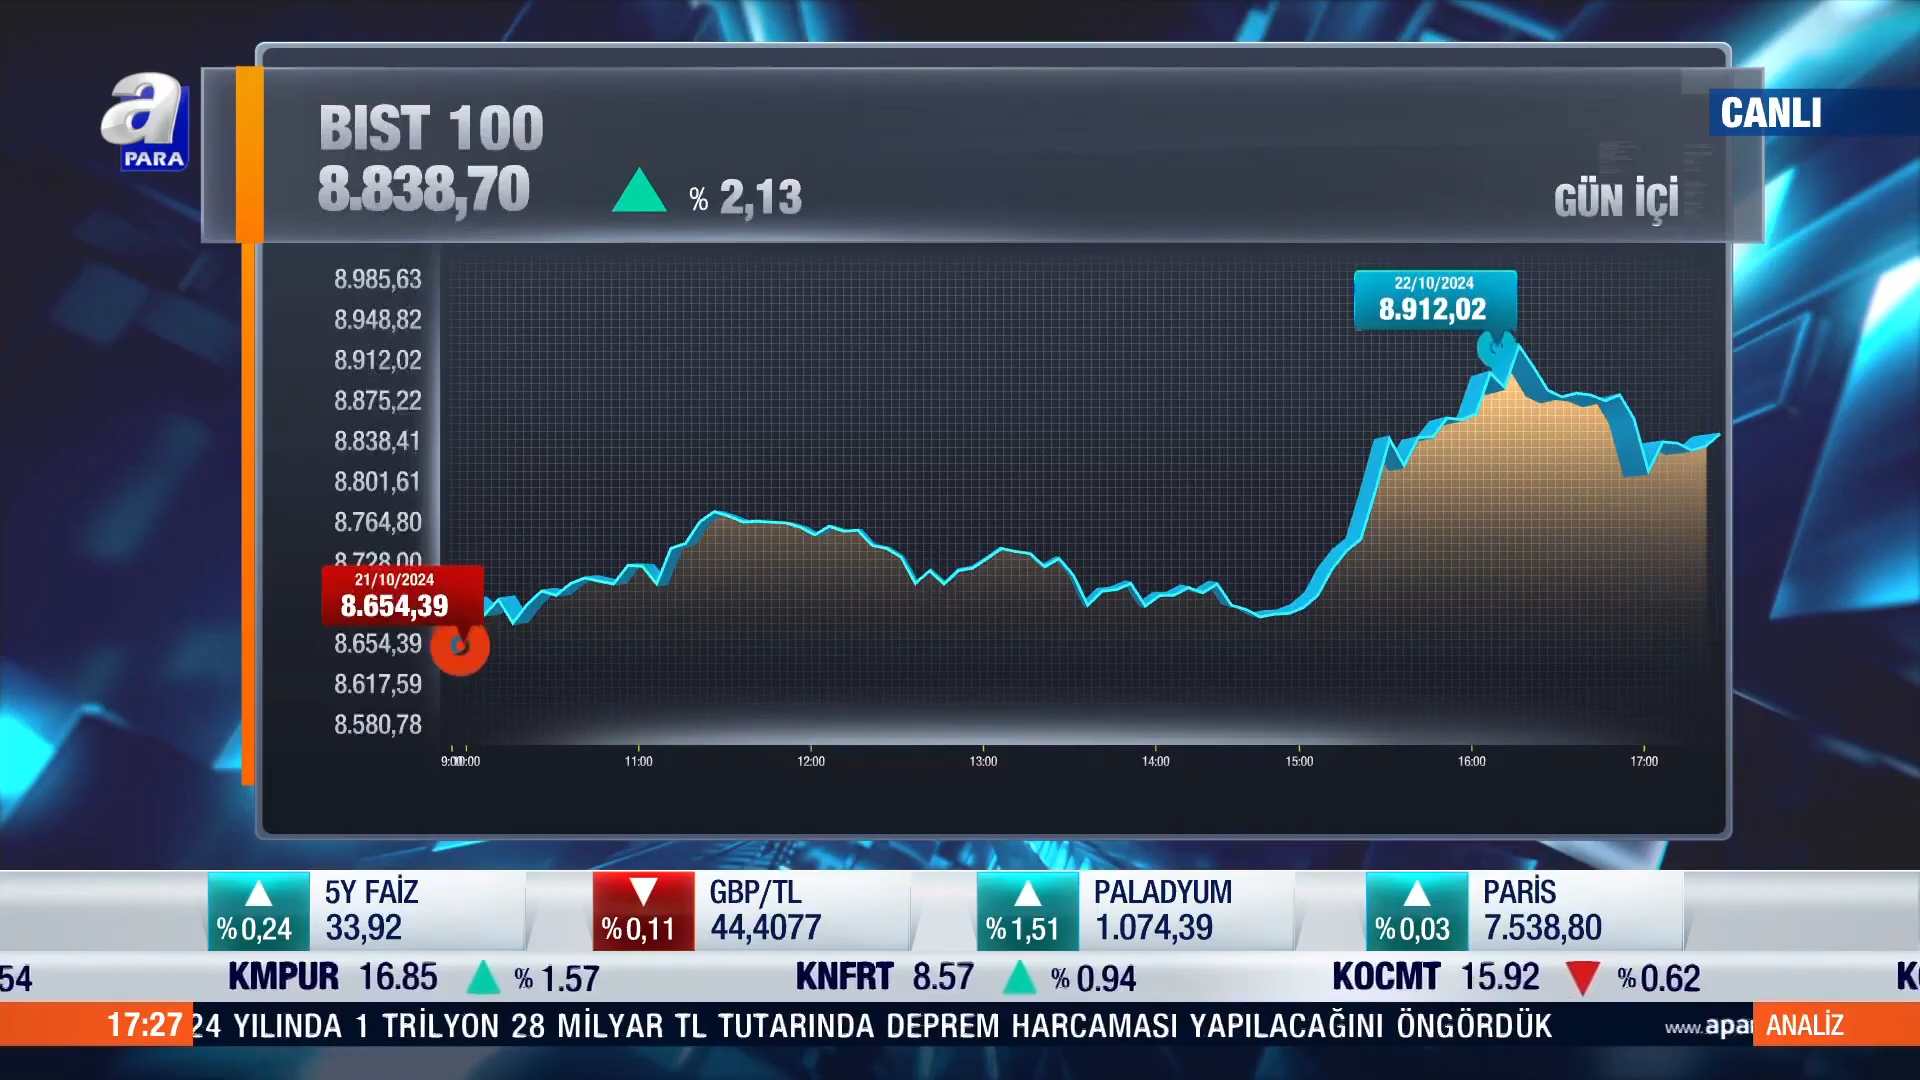 a
PARA
BIST 100
8.838,70
% 2,13
CANLI
GÜN İÇİ
8.985,63
8.948,82
8.912,02
8.875,22
8.838,41
8.801,61
8.764,80
8.728,00
8.654,39
8.617,59
8.580,78
22/10/2024
8.912,02
21/10/2024
8.654,39
11:00
12:00
13:00
14:00
15:00
16:00
17:00
%0,24
5Y FAİZ
33,92
%0,11
GBP/TL
44,4077
%1,51
PALADYUM
1.074,39
%0,03
PARİS
7.538,80
54 KMPUR 16.85 % 1.57 KNFRT 8.57 % 0.94 KOCMT 15.92 %0.62
17:27 24 YILINDA 1 TRİLYON 28 MİLYAR TL TUTARINDA DEPREM HARCAMASI YAPILACAĞINI ÖNGÖRDÜK www.apar ANALİZ